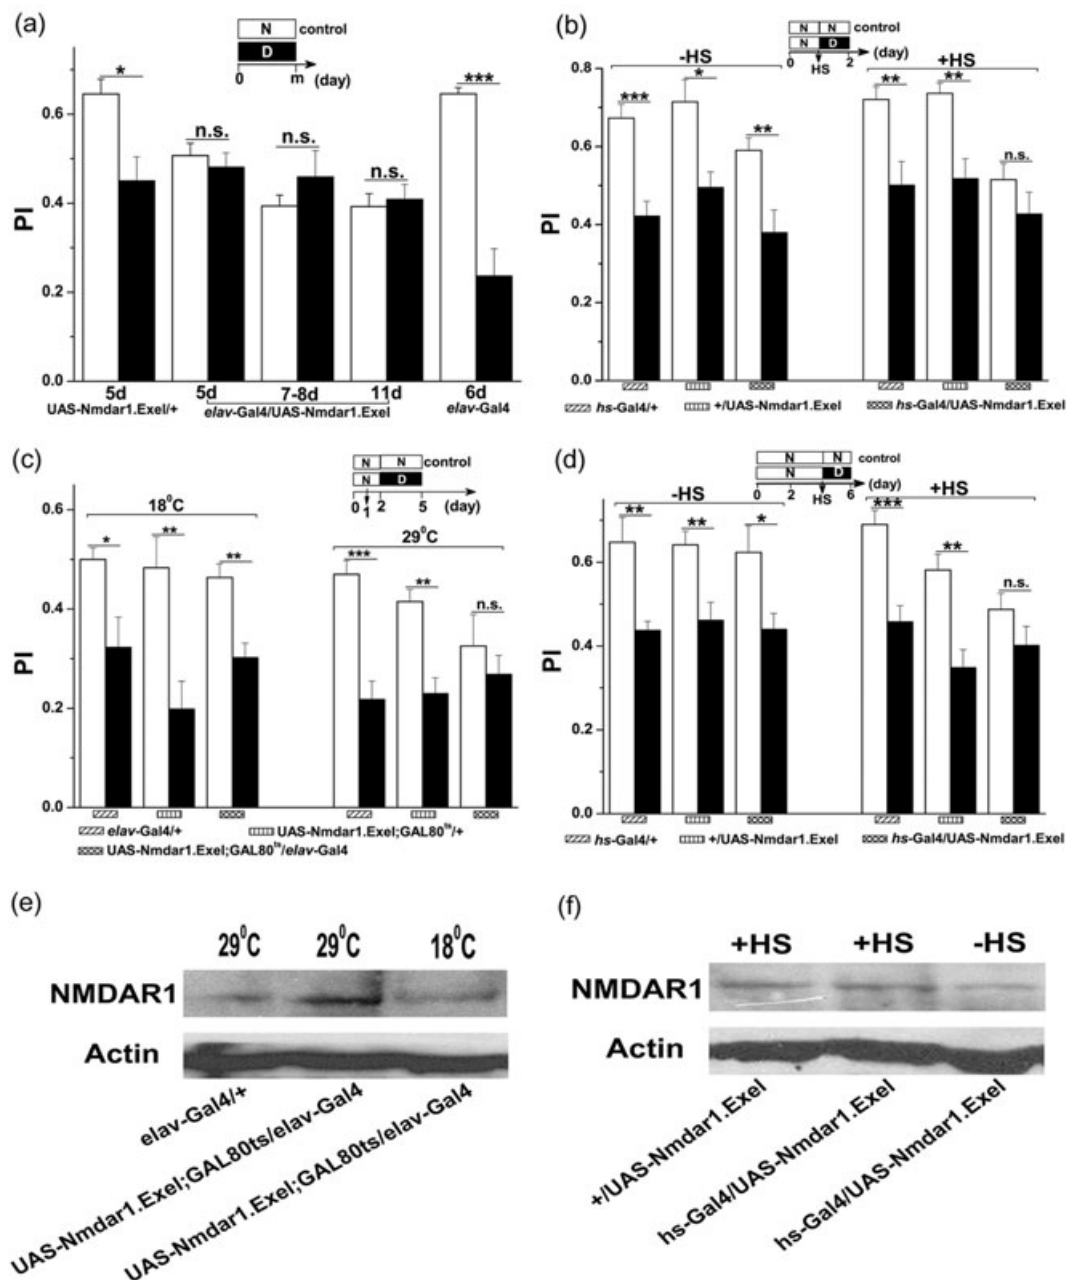 (a)
N control
D
0 m (day)
* n.s. n.s. n.s. ***
PI
0.6
0.4
0.2
0.0
5d 5d 7-8d 11d 6d
UAS-Nmdar1.Exel/+ elav-Gal4/UAS-Nmdar1.Exel elav-Gal4
(b)
N N control
N D
0 HS 2 (day)
-HS +HS
*** * ** ** ** n.s.
PI
0.8
0.6
0.4
0.2
0.0
hs-Gal4/+ +/UAS-Nmdar1.Exel hs-Gal4/UAS-Nmdar1.Exel
(c)
N N control
N D
0 1 2 5 (day)
18⁰C 29⁰C
* ** ** *** ** n.s.
PI
0.6
0.4
0.2
0.0
elav-Gal4/+ UAS-Nmdar1.Exel;GAL80ts/+
UAS-Nmdar1.Exel;GAL80ts/elav-Gal4
(d)
N N control
N D
0 2 HS 6 (day)
-HS +HS
** ** * *** ** n.s.
PI
0.6
0.4
0.2
0.0
hs-Gal4/+ +/UAS-Nmdar1.Exel hs-Gal4/UAS-Nmdar1.Exel
(e)
29⁰C 29⁰C 18⁰C
NMDAR1
Actin
elav-Gal4/+
UAS-Nmdar1.Exel;GAL80ts/elav-Gal4
UAS-Nmdar1.Exel;GAL80ts/elav-Gal4
(f)
+HS +HS -HS
NMDAR1
Actin
+/UAS-Nmdar1.Exel
hs-Gal4/UAS-Nmdar1.Exel
hs-Gal4/UAS-Nmdar1.Exel